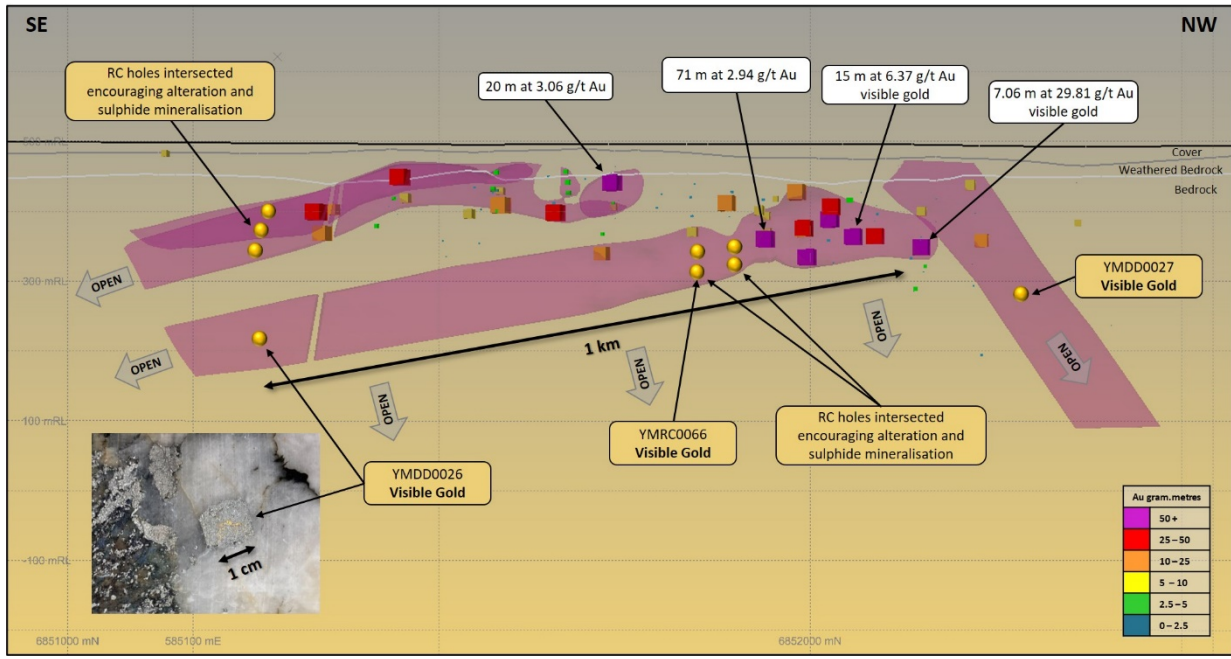 SE
NW
RC holes intersected
encouraging alteration and
sulphide mineralisation
20 m at 3.06 g/t Au
71 m at 2.94 g/t Au
15 m at 6.37 g/t Au
visible gold
7.06 m at 29.81 g/t Au
visible gold
500 mRL
Cover
Weathered Bedrock
Bedrock
300 mRL
OPEN
YMDD0027
Visible Gold
OPEN
1 km
OPEN
OPEN
OPEN
OPEN
100 mRL
YMRC0066
Visible Gold
RC holes intersected
encouraging alteration and
sulphide mineralisation
YMDD0026
Visible Gold
1 cm
-100 mRL
Au gram.metres
50+
25–50
10–25
5 – 10
2.5–5
0–2.5
6851000 mN
585100 mE
6852000 mN